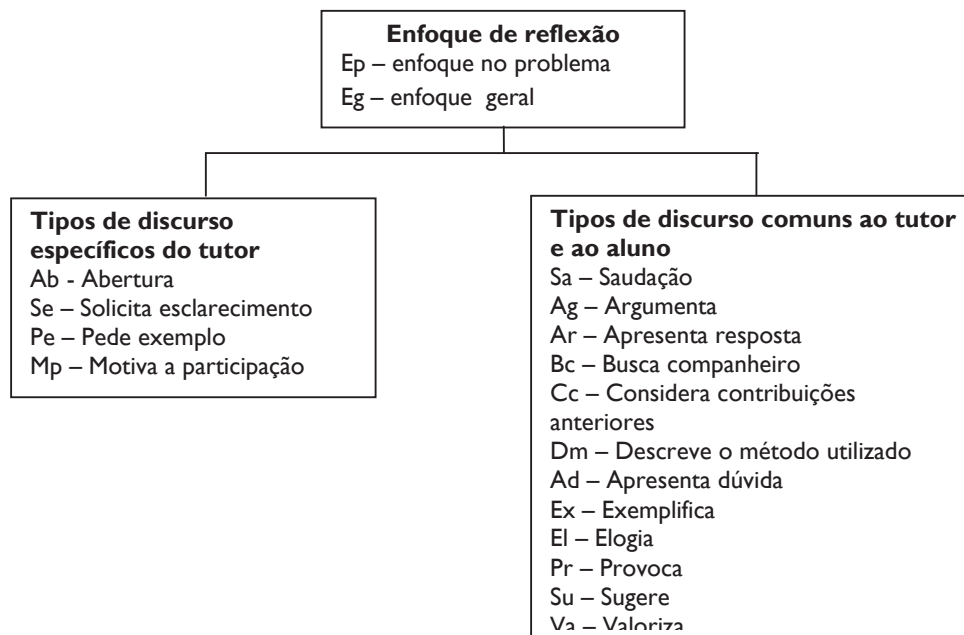 Enfoque de reflexão
Ep – enfoque no problema
Eg – enfoque geral
Tipos de discurso
específicos do tutor
Ab - Abertura
Se – Solicita esclarecimento
Pe – Pede exemplo
Mp – Motiva a participação
Tipos de discurso comuns ao tutor
e ao aluno
Sa – Saudação
Ag – Argumenta
Ar – Apresenta resposta
Bc – Busca companheiro
Cc – Considera contribuições
anteriores
Dm – Descreve o método utilizado
Ad – Apresenta dúvida
Ex – Exemplifica
El – Elogia
Pr – Provoca
Su – Sugere
Va – Valoriza